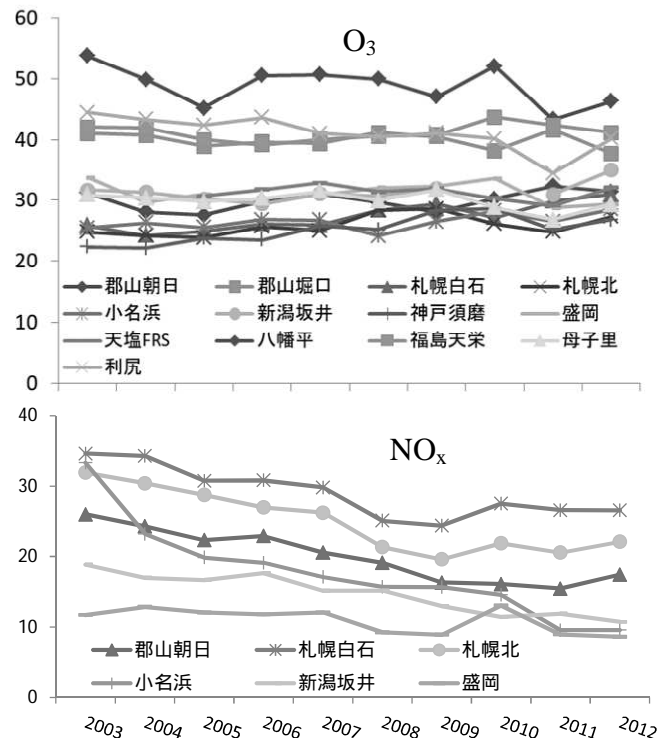 60
O3
50
40
30
20
郡山朝日 郡山堀口 札幌白石 札幌北
小名浜 新潟坂井 神戸須磨 盛岡
10
天塩FRS 八幡平 福島天栄 母子里
利尻
0
40
NOx
30
20
10
郡山朝日 札幌白石 札幌北
小名浜 新潟坂井 盛岡
0
2003 2004 2005 2006 2007 2008 2009 2010 2011 2012